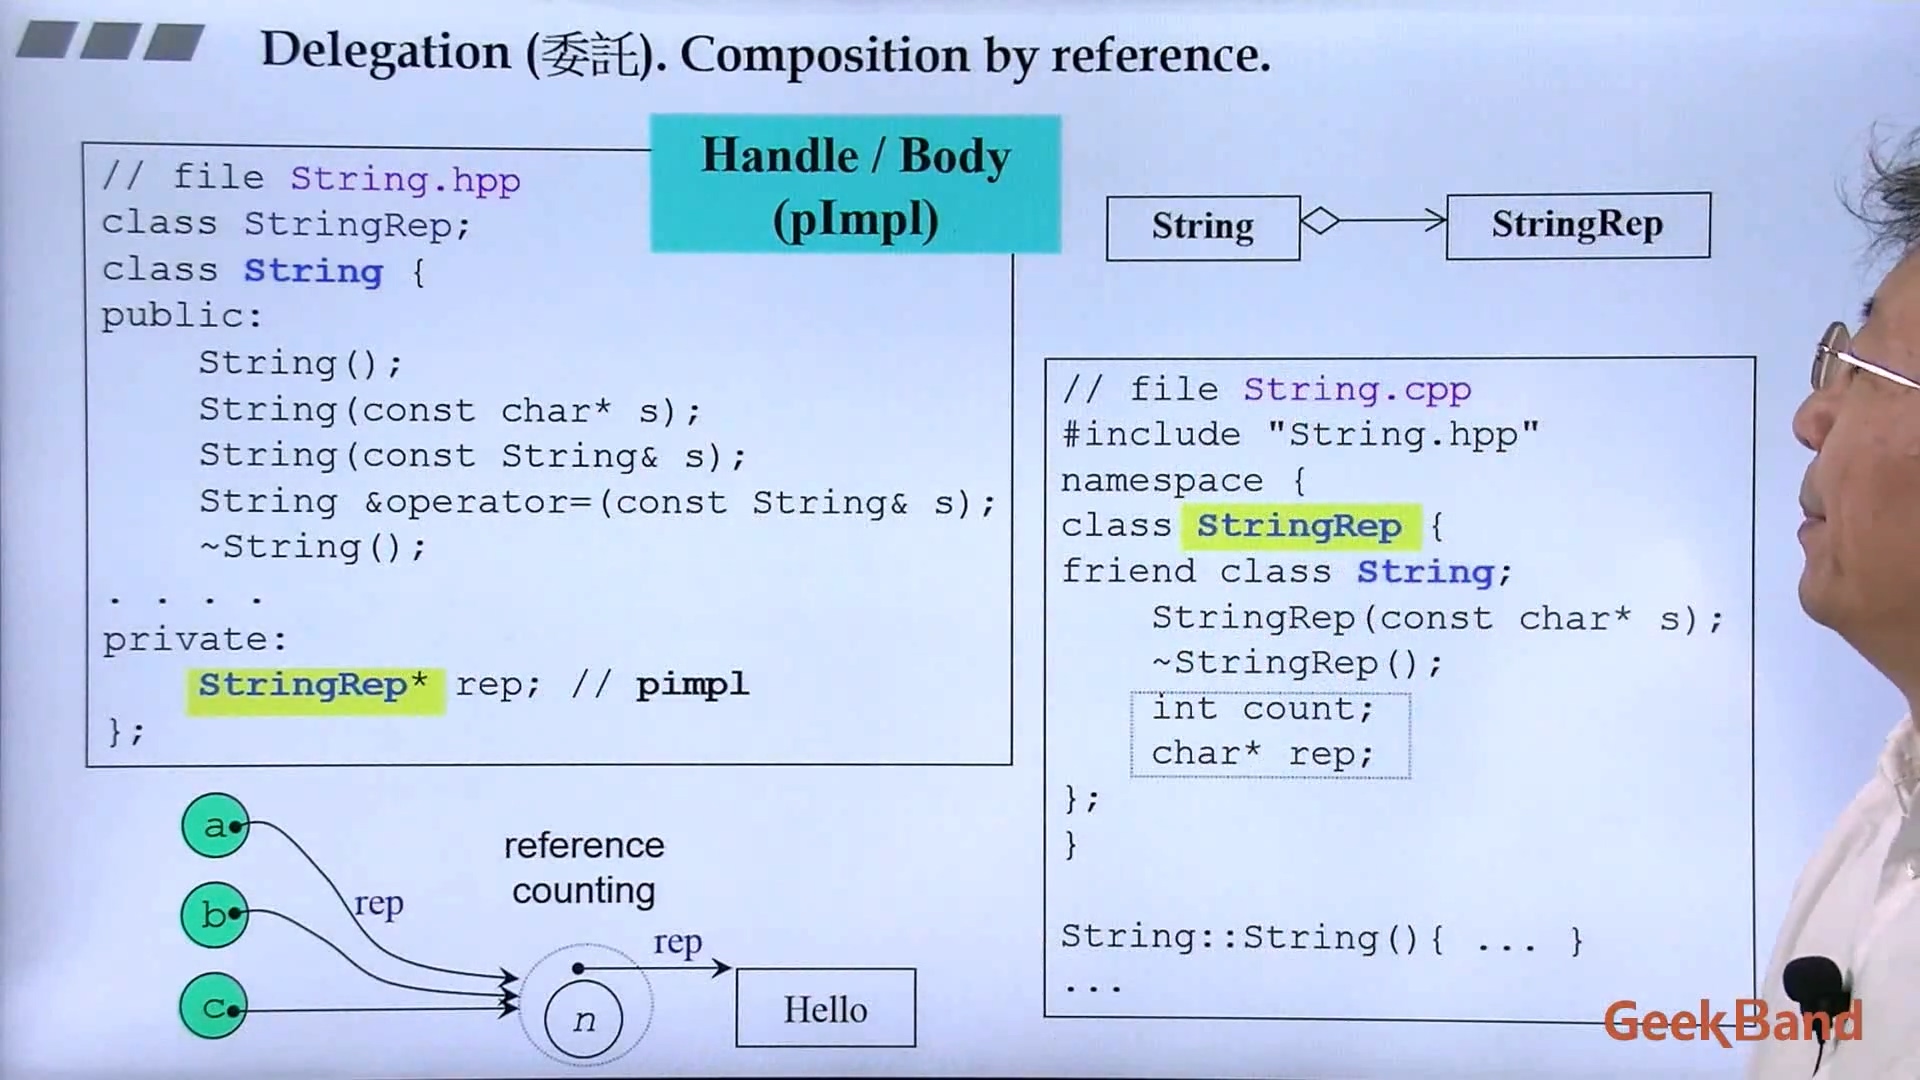 Delegation (委託). Composition by reference.
Handle / Body
(pImpl)
// file String.hpp
class StringRep;
class String {
public:
String();
String(const char* s);
String(const String& s);
String &operator=(const String& s);
~String();
. . . .
private:
StringRep* rep; // pimpl
};
String
StringRep
// file String.cpp
#include "String.hpp"
namespace {
class StringRep {
friend class String;
StringRep(const char* s);
~StringRep();
int count;
char* rep;
};
}
String::String(){ ... }
...
a
b
c
rep
reference
counting
rep
n
Hello
GeekBand